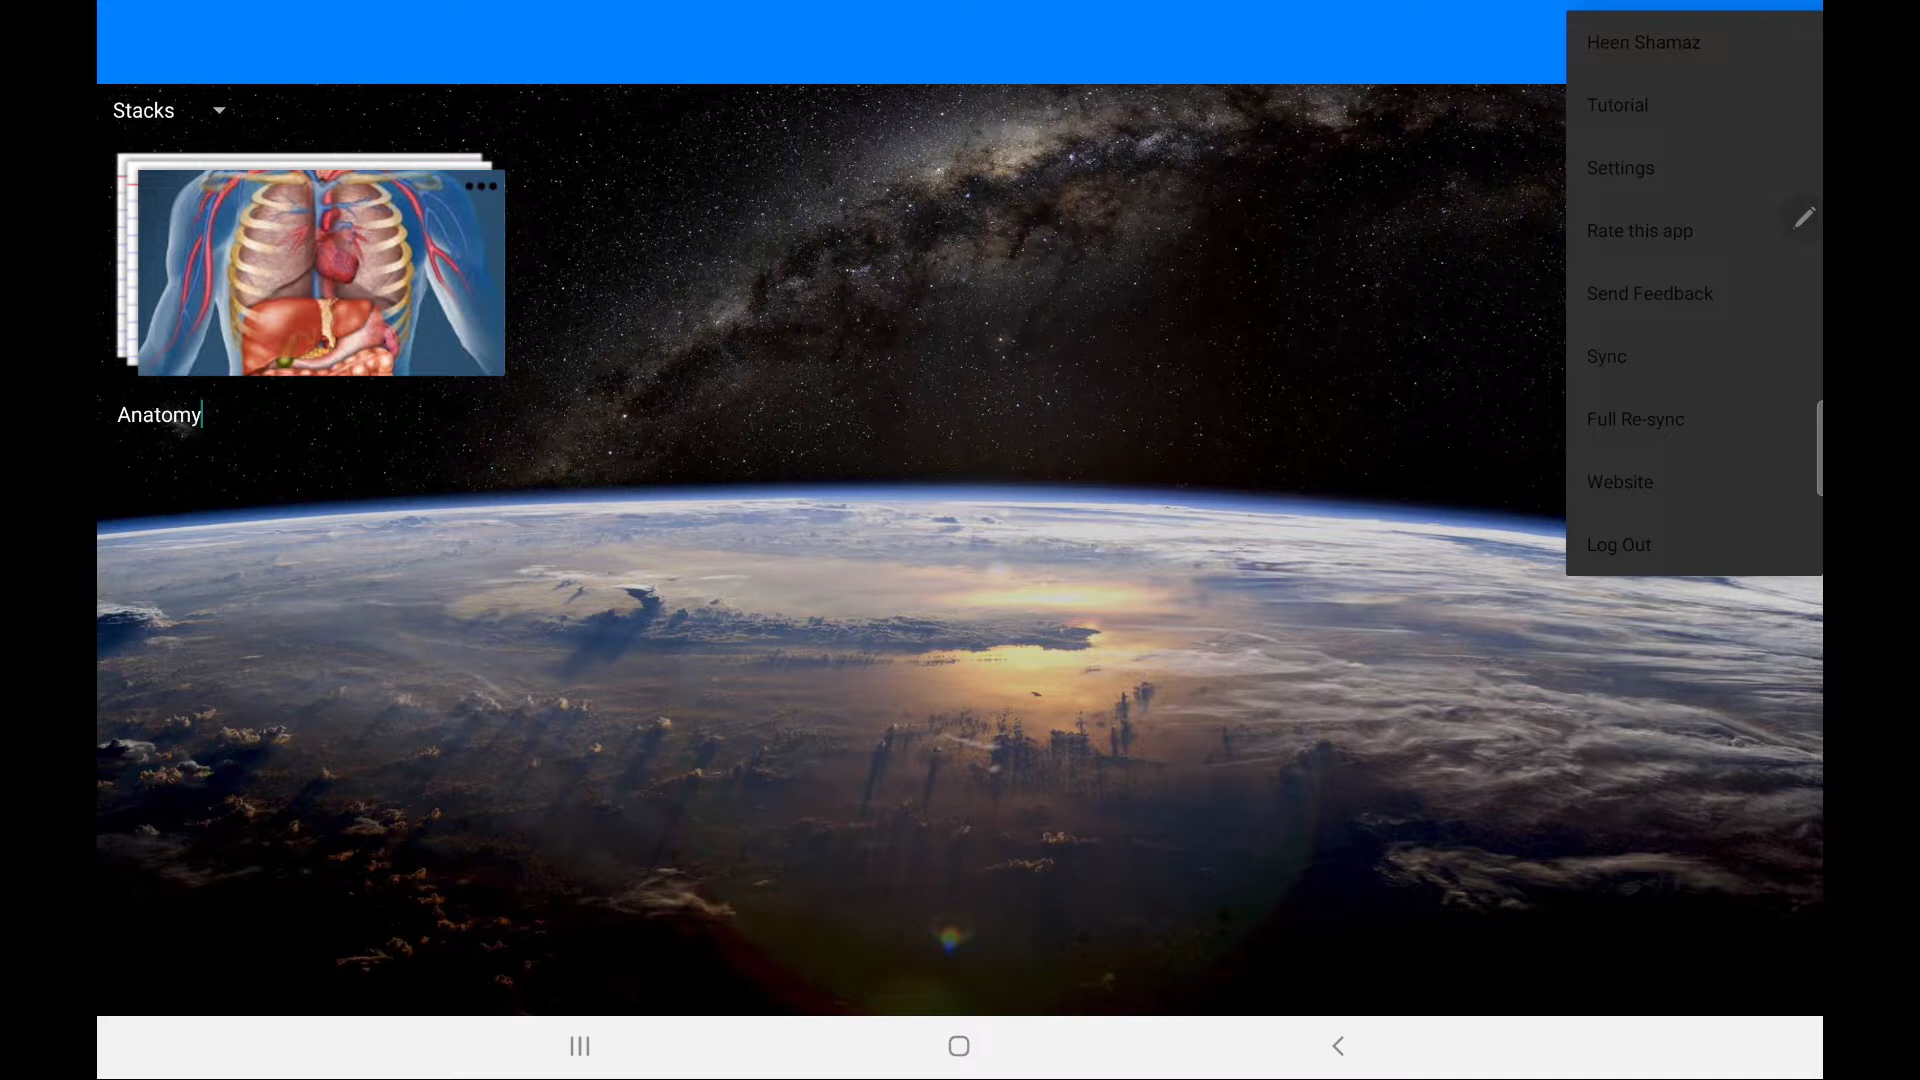 Stacks
Anatomy
Heen Shamaz
Tutorial
Settings
Rate this app
Send Feedback
Sync
Full Re-sync
Website
Log Out